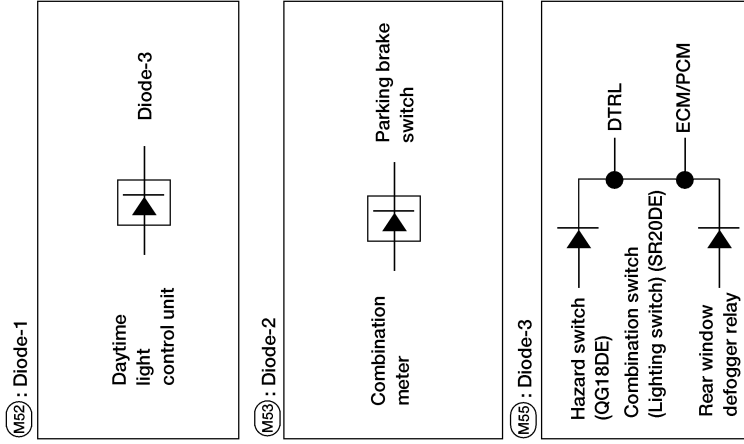 M52 : Diode-1
Daytime
light
control unit
Diode-3
M53 : Diode-2
Combination
meter
Parking brake
switch
M55 : Diode-3
Hazard switch
(QG18DE)
Combination switch
(Lighting switch) (SR20DE)
Rear window
defogger relay
DTRL
ECM/PCM